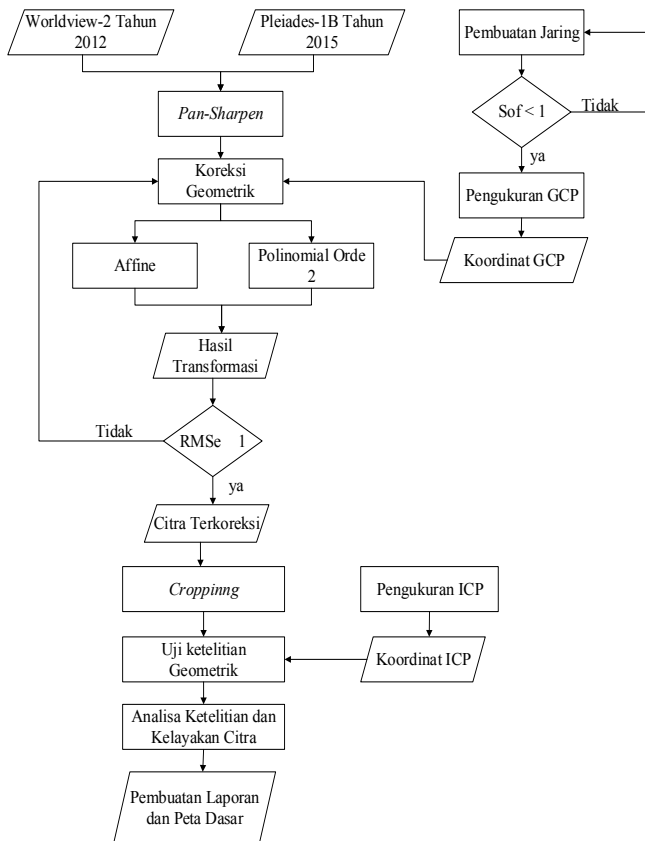 Worldview-2 Tahun
2012
Pleiades-1B Tahun
2015
Pembuatan Jaring
Sof < 1
Tidak
ya
Pan-Sharpen
Koreksi
Geometrik
Pengukuran GCP
Koordinat GCP
Affine
Polinomial Orde
2
Hasil
Transformasi
Tidak
RMSe 1
ya
Citra Terkoreksi
Croppinng
Pengukuran ICP
Uji ketelitian
Geometrik
Koordinat ICP
Analisa Ketelitian dan
Kelayakan Citra
Pembuatan Laporan
dan Peta Dasar